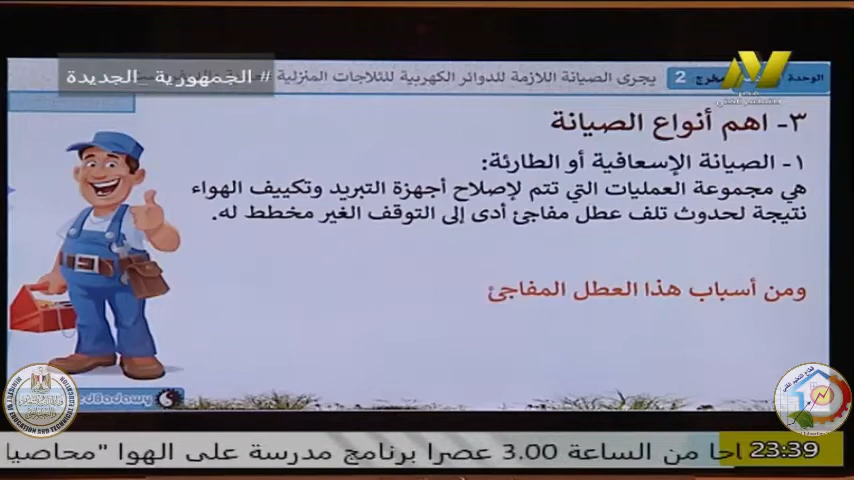 #الجمهورية_الجديدة
الوحدة
مخرج 2 يجرى الصيانة اللازمة للدوائر الكهربية للثلاجات المنزلية
٣- اهم أنواع الصيانة
١- الصيانة الإسعافية أو الطارئة:
هي مجموعة العمليات التي تتم لإصلاح أجهزة التبريد وتكييف الهواء
نتيجة لحدوث تلف عطل مفاجئ أدى إلى التوقف الغير مخطط له.
ومن أسباب هذا العطل المفاجئ
23:39
من الساعة 3.00 عصرا برنامج مدرسة على الهوا "محاصيا